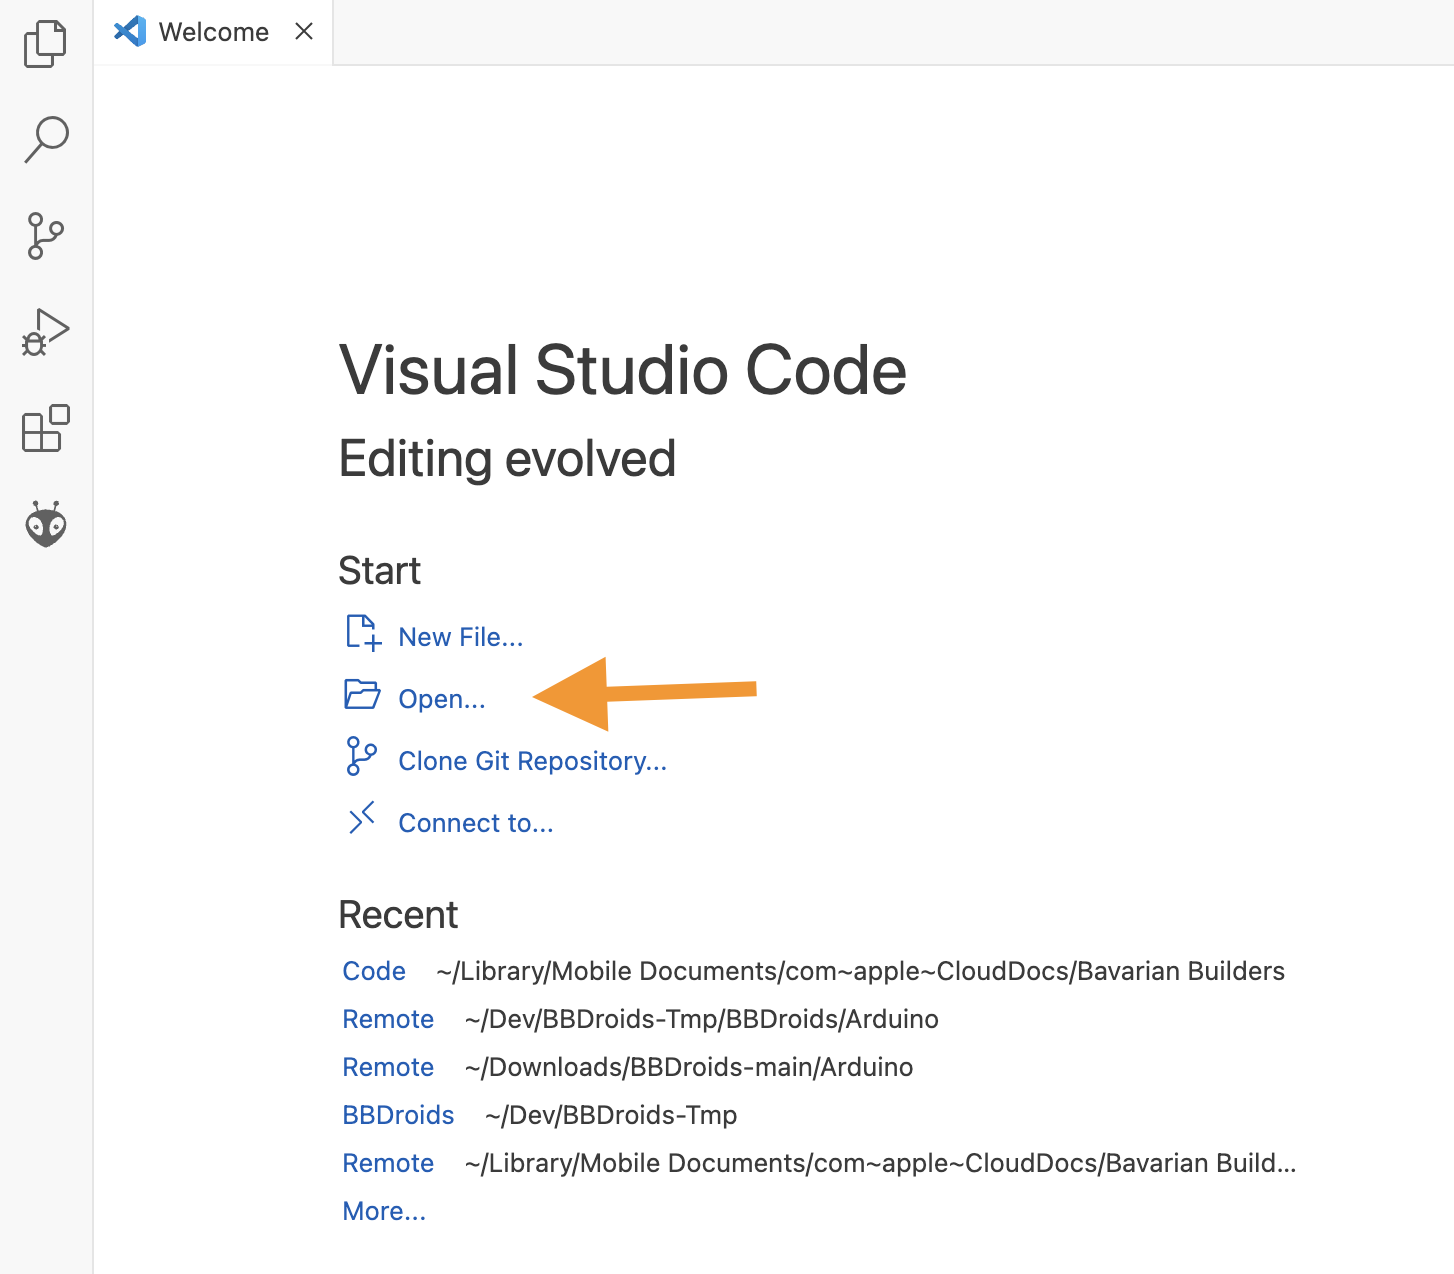 Welcome
Visual Studio Code
Editing evolved
Start
New File...
Open...
Clone Git Repository...
Connect to...
Recent
Code ~/Library/Mobile Documents/com~apple~CloudDocs/Bavarian Builders
Remote ~/Dev/BBDroids-Tmp/BBDroids/Arduino
Remote ~/Downloads/BBDroids-main/Arduino
BBDroids ~/Dev/BBDroids-Tmp
Remote ~/Library/Mobile Documents/com~apple~CloudDocs/Bavarian Build...
More...